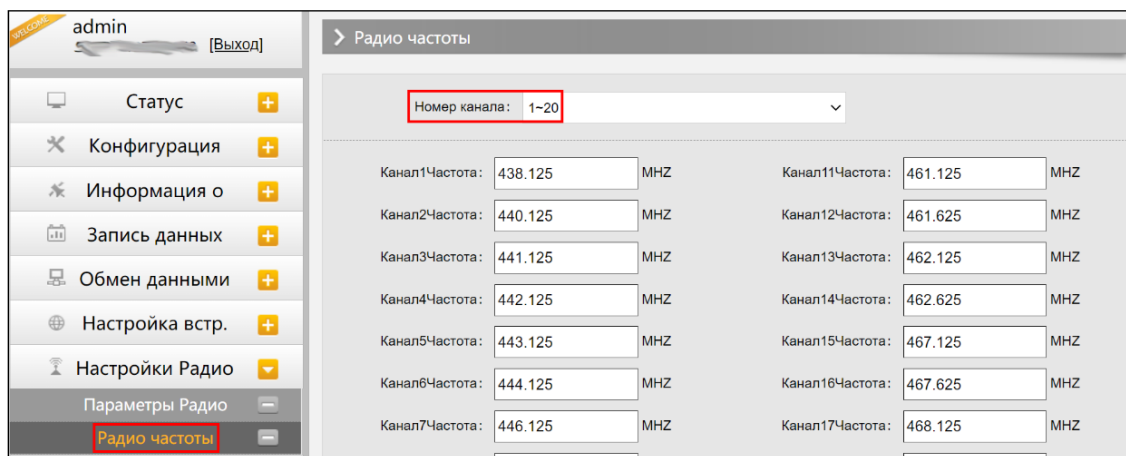 WELCOME
admin
[Выход]
Статус
Конфигурация
Информация о
Запись данных
Обмен данными
Настройка встр.
Настройки Радио
Параметры Радио
Радио частоты
Радио частоты
Номер канала: 1~20
Канал1Частота: 438.125 MHZ Канал11Частота: 461.125 MHZ
Канал2Частота: 440.125 MHZ Канал12Частота: 461.625 MHZ
Канал3Частота: 441.125 MHZ Канал13Частота: 462.125 MHZ
Канал4Частота: 442.125 MHZ Канал14Частота: 462.625 MHZ
Канал5Частота: 443.125 MHZ Канал15Частота: 467.125 MHZ
Канал6Частота: 444.125 MHZ Канал16Частота: 467.625 MHZ
Канал7Частота: 446.125 MHZ Канал17Частота: 468.125 MHZ